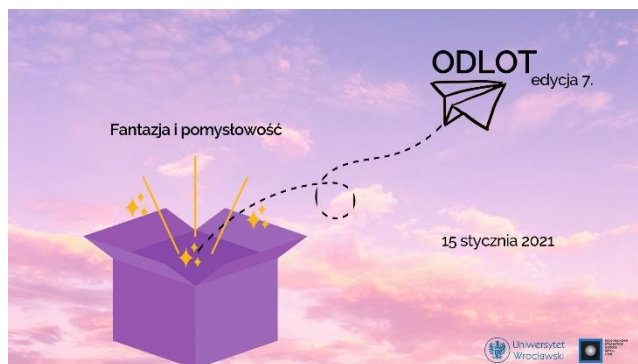 ODLOT
edycja 7.
Fantazja i pomysłowość
15 stycznia 2021
Uniwersytet
Wrocławski